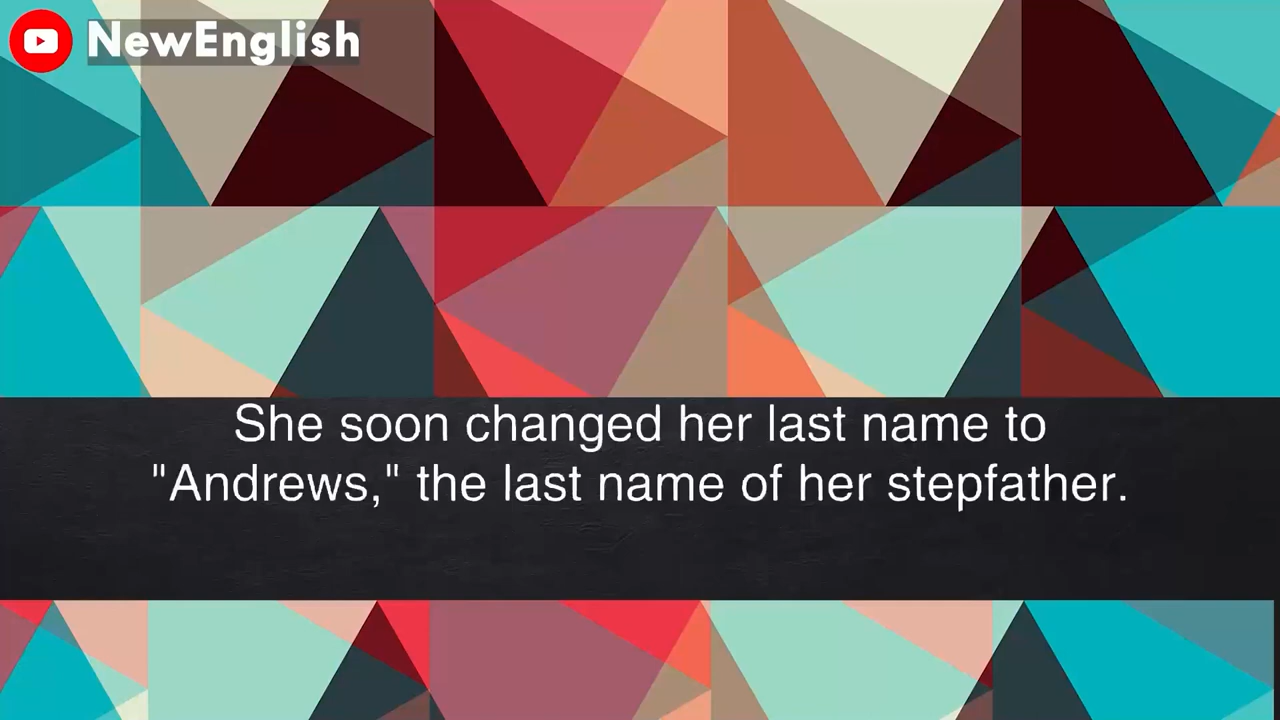 NewEnglish
She soon changed her last name to
"Andrews," the last name of her stepfather.